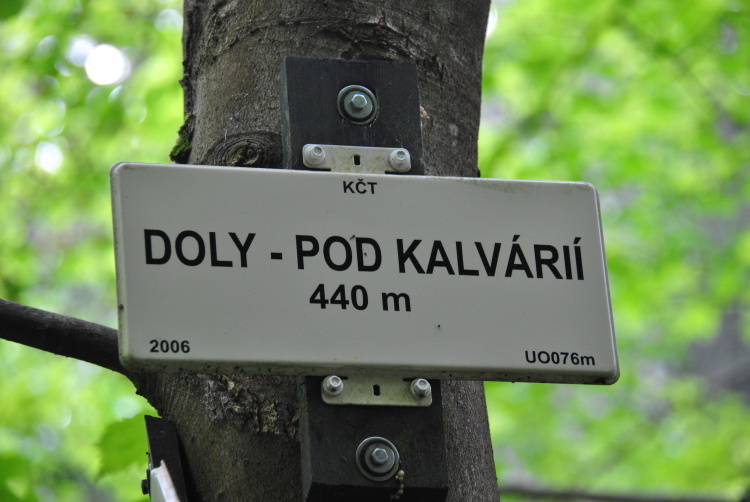 KČT
DOLY - POD KALVÁRIÍ
440 m
2006 UO076m